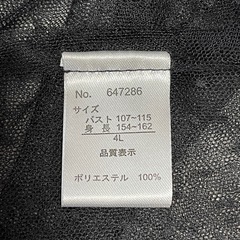 No. 647286
サイズ
バスト 107~115
身長 154~162
4L
品質表示
ポリエステル 100%